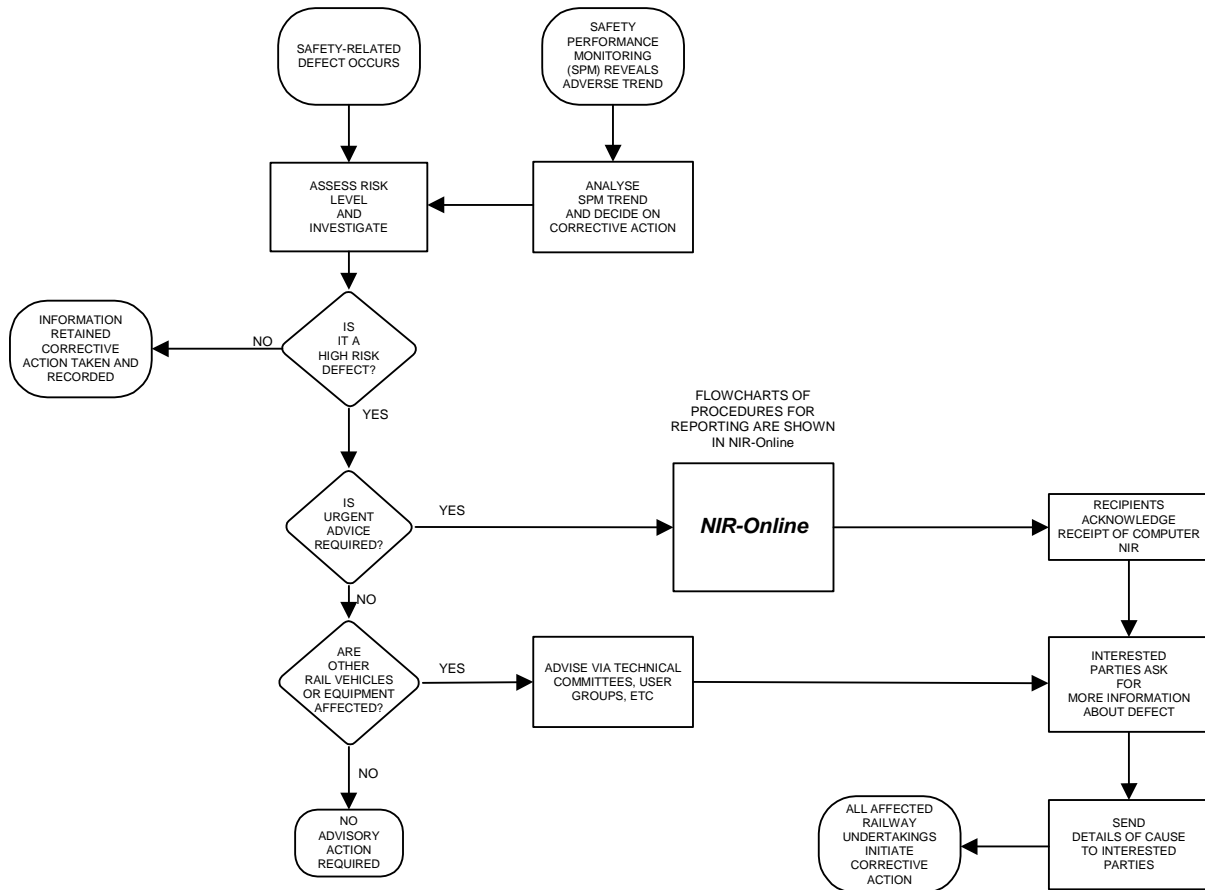 SAFETY-RELATED
DEFECT OCCURS
SAFETY
PERFORMANCE
MONITORING
(SPM) REVEALS
ADVERSE TREND
ASSESS RISK
LEVEL
AND
INVESTIGATE
ANALYSE
SPM TREND
AND DECIDE ON
CORRECTIVE ACTION
INFORMATION
RETAINED
CORRECTIVE
ACTION TAKEN AND
RECORDED
NO
IS
IT A
HIGH RISK
DEFECT?
YES
FLOWCHARTS OF
PROCEDURES FOR
REPORTING ARE SHOWN
IN NIR-Online
IS
URGENT
ADVICE
REQUIRED?
YES
NIR-Online
RECIPIENTS
ACKNOWLEDGE
RECEIPT OF COMPUTER
NIR
NO
ARE
OTHER
RAIL VEHICLES
OR EQUIPMENT
AFFECTED?
YES
ADVISE VIA TECHNICAL
COMMITTEES, USER
GROUPS, ETC
INTERESTED
PARTIES ASK
FOR
MORE INFORMATION
ABOUT DEFECT
NO
NO
ADVISORY
ACTION
REQUIRED
ALL AFFECTED
RAILWAY
UNDERTAKINGS
INITIATE
CORRECTIVE
ACTION
SEND
DETAILS OF CAUSE
TO INTERESTED
PARTIES